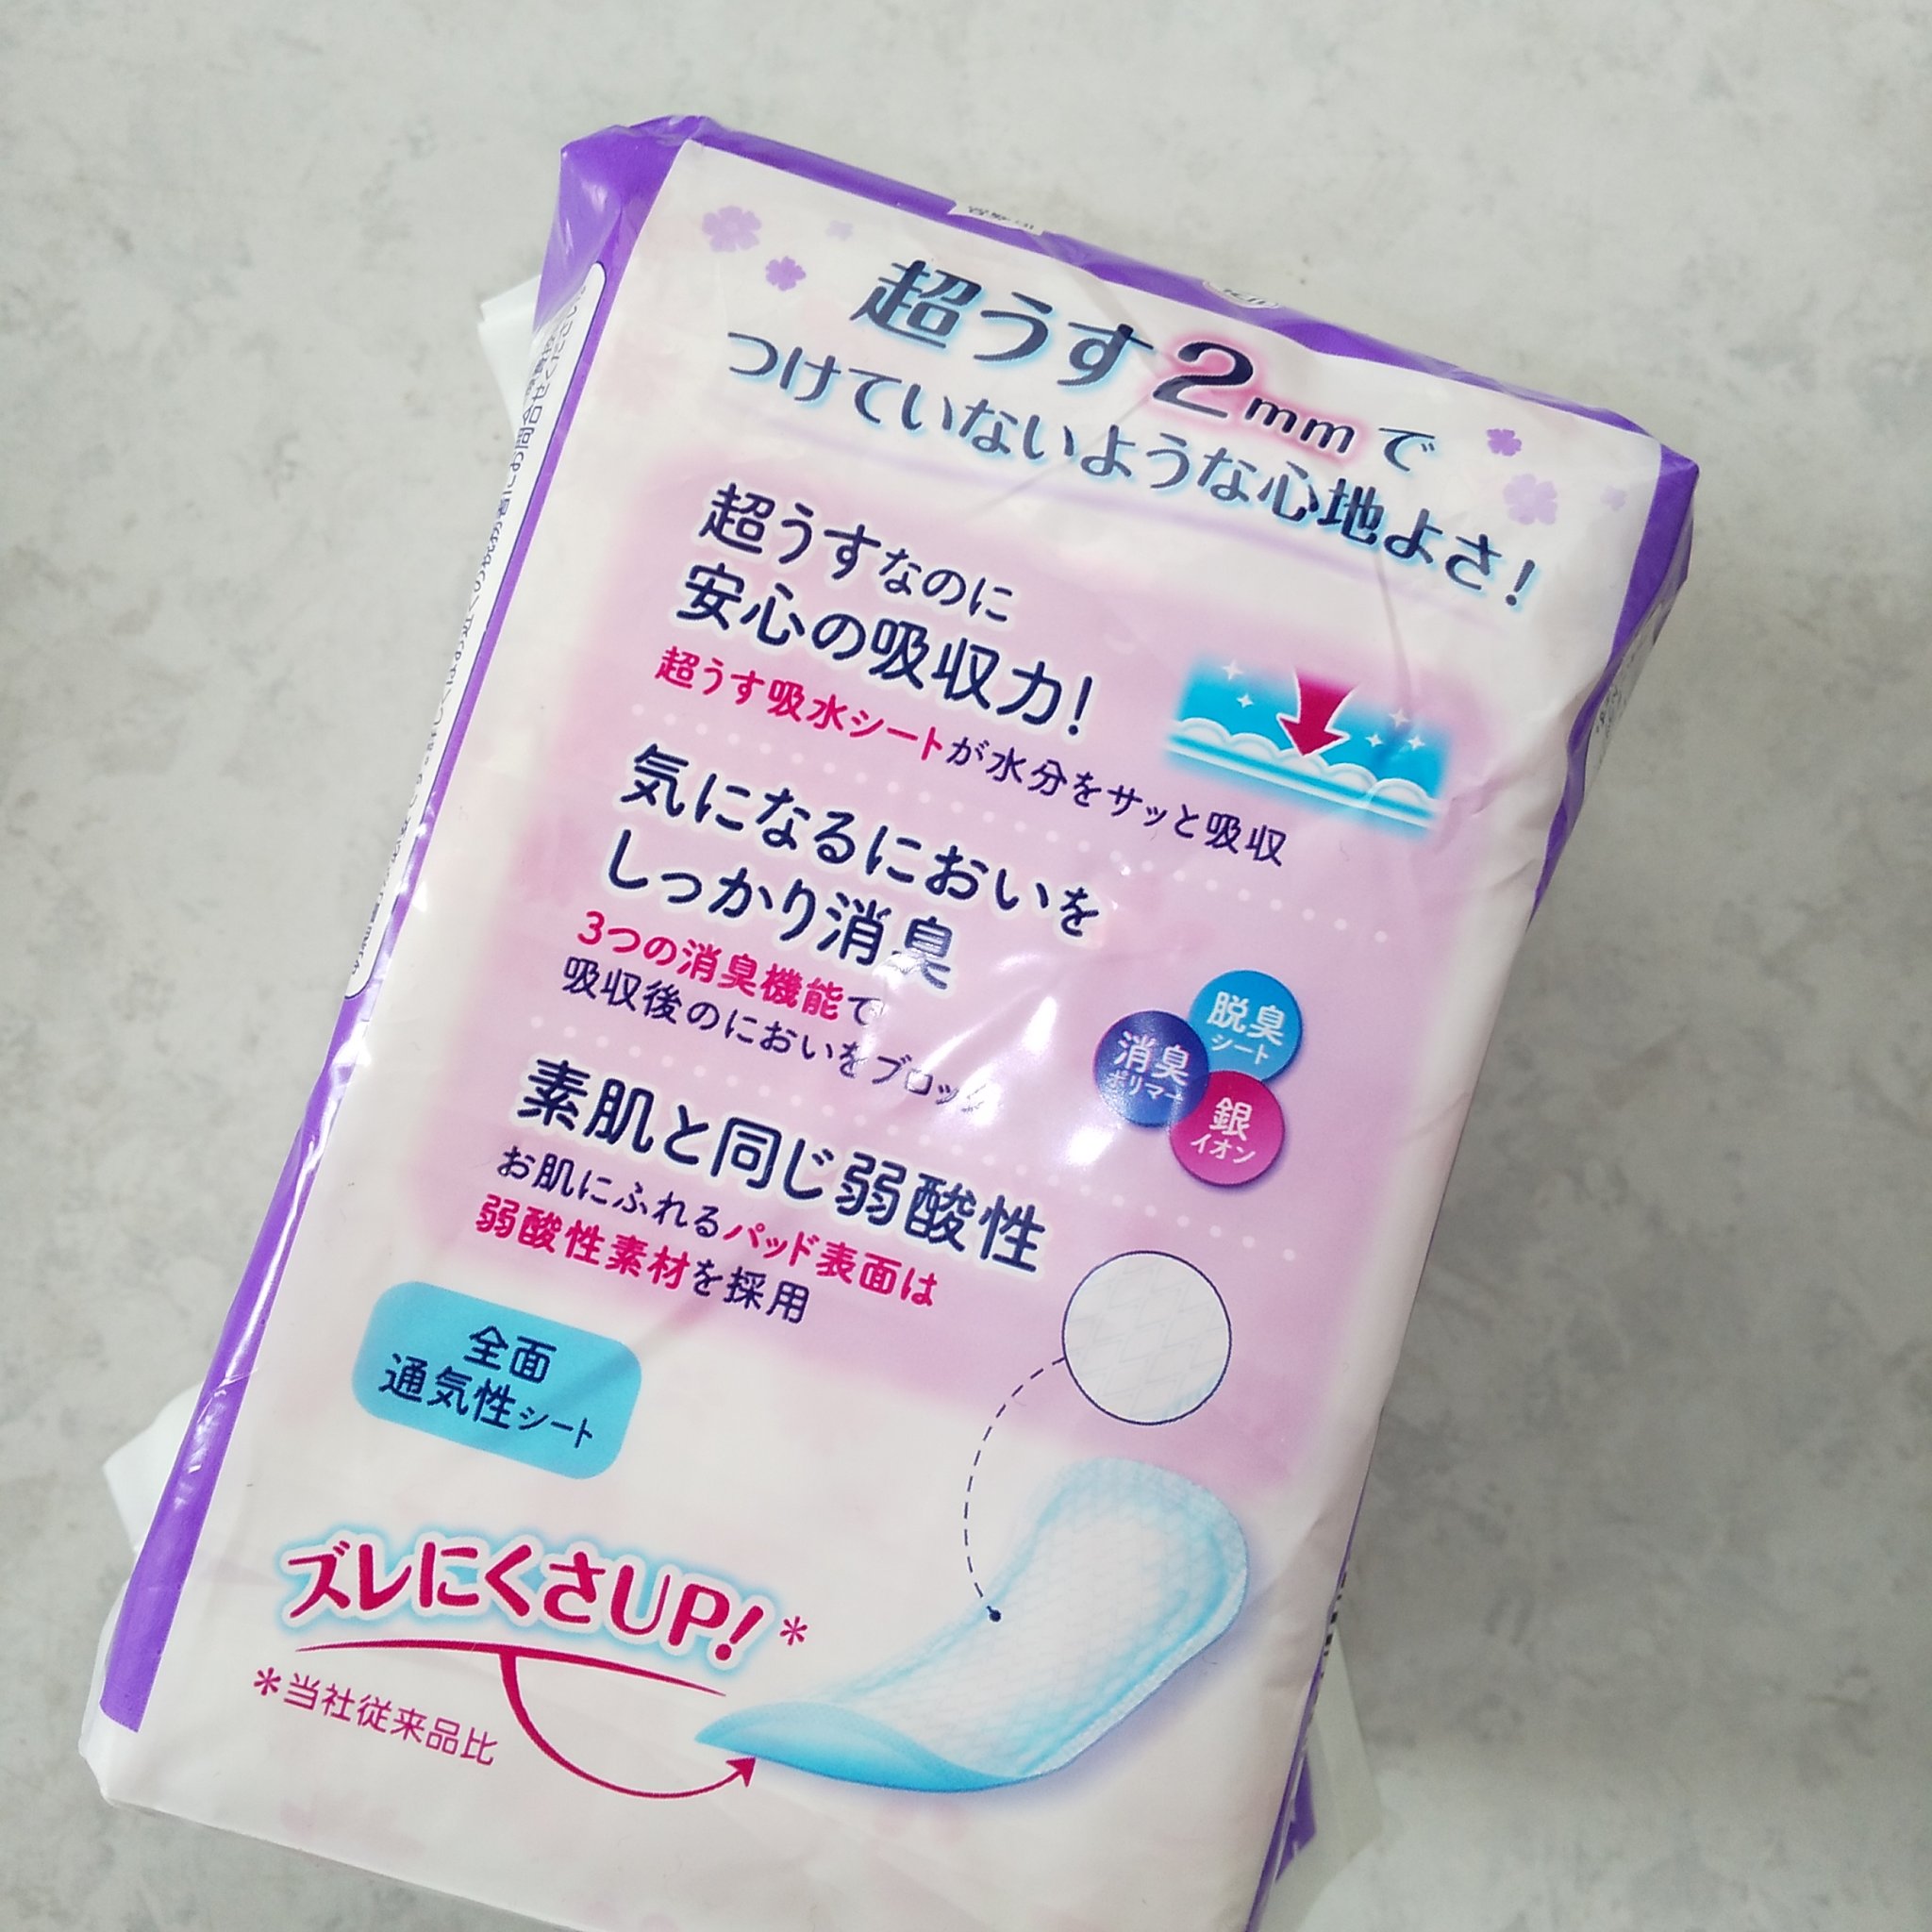 超うす2mmで
つけていないような心地よさ!
超うすなのに
安心の吸収力!
超うす吸水シートが水分をサッと吸収
気になるにおいを
しっかり消臭
3つの消臭機能で
吸収後のにおいをブロック
脱臭
シート
消臭
ポリマー
銀
イオン
素肌と同じ弱酸性
お肌にふれるパッド表面は
弱酸性素材を採用
全面
通気性シート
ズレにくさUP!*
*当社従来品比